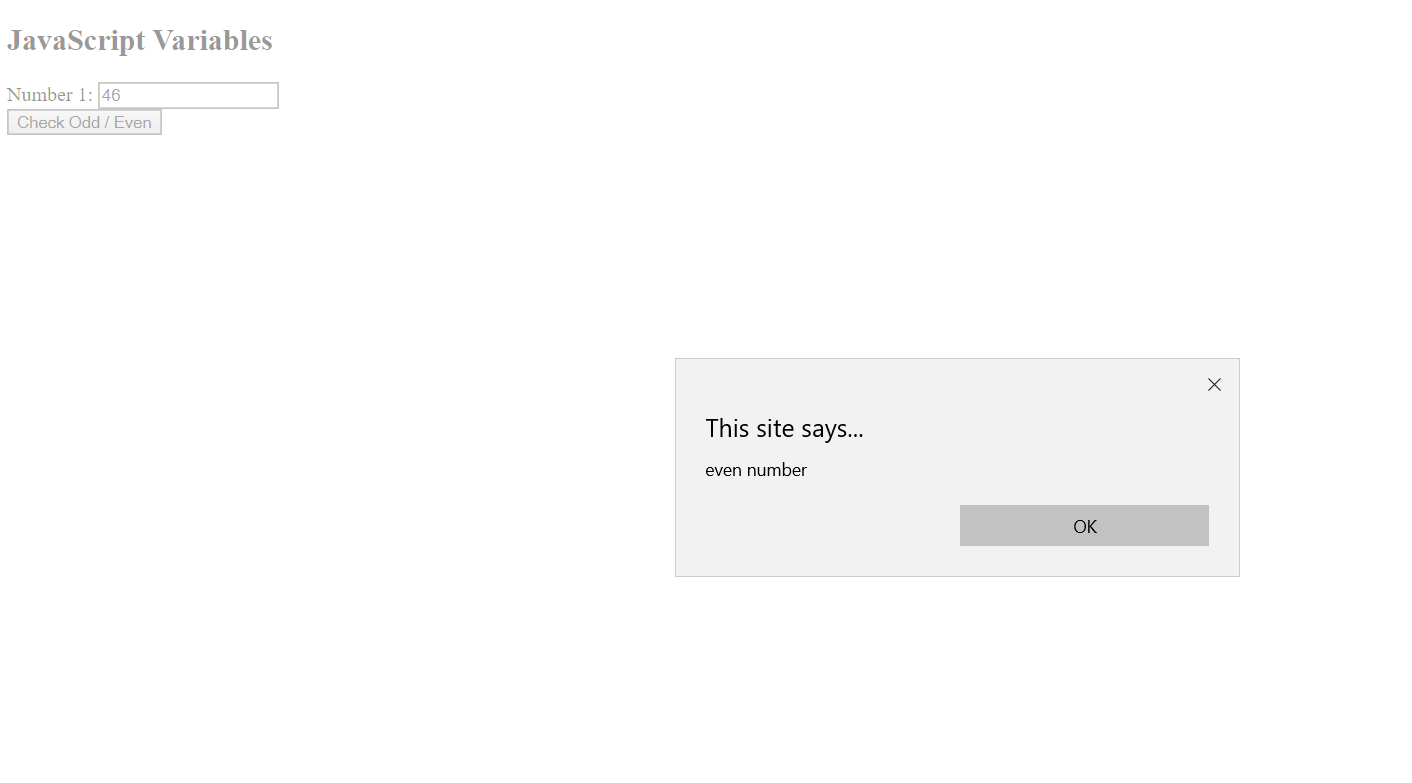 JavaScript Variables
Number 1: 46
Check Odd / Even
This site says...
even number
OK